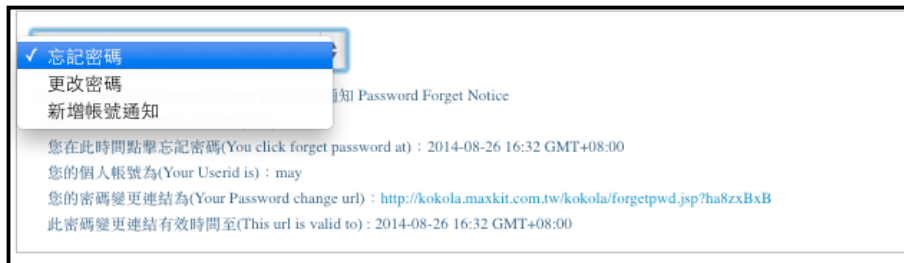 ✓ 忘記密碼
更改密碼
新增帳號通知
知 Password Forget Notice
您在此時間點擊忘記密碼(You click forget password at)：2014-08-26 16:32 GMT+08:00
您的個人帳號為(Your Userid is)：may
您的密碼變更連結為(Your Password change url)：http://kokola.maxkit.com.tw/kokola/forgetpwd.jsp?ha8zxBxB
此密碼變更連結有效時間至(This url is valid to) : 2014-08-26 16:32 GMT+08:00